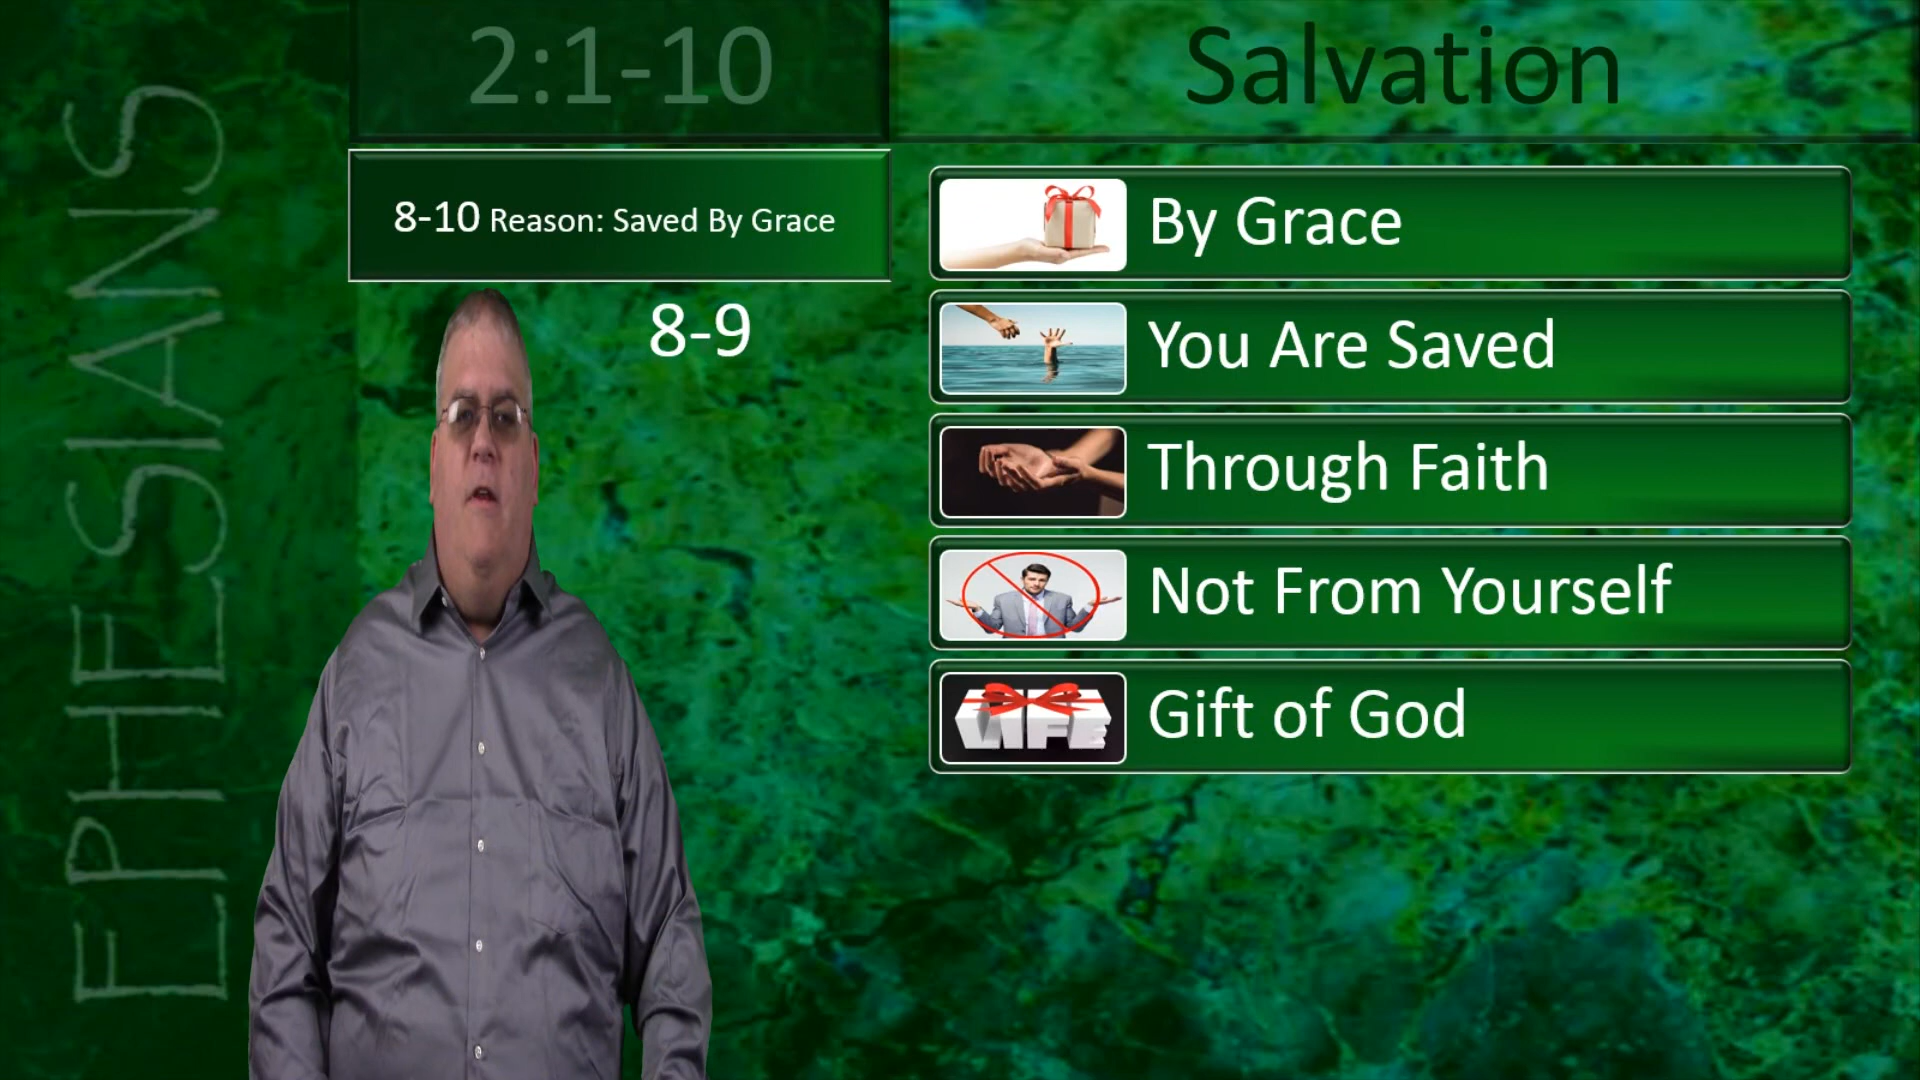 EPHESIANS
2:1-10
Salvation
8-10 Reason: Saved By Grace
8-9
By Grace
You Are Saved
Through Faith
Not From Yourself
LIFE
Gift of God